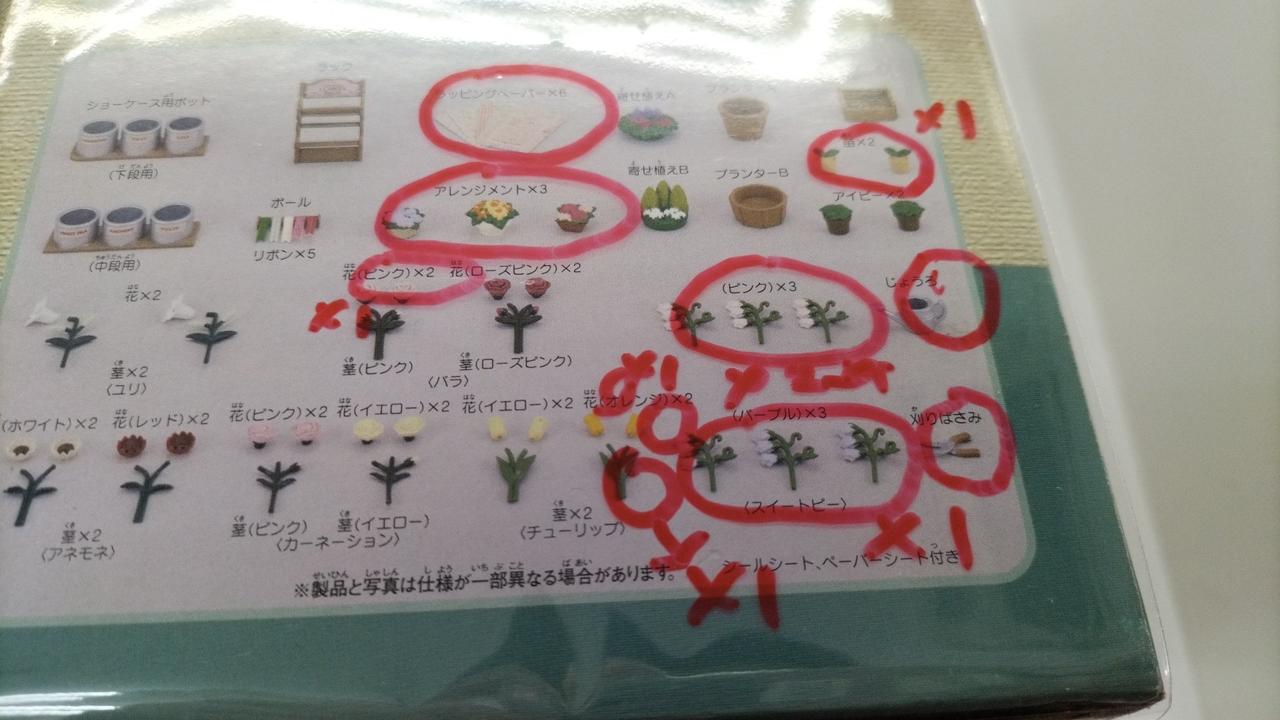 ショーケース用ポット
ラック
ラッピングペーパー×6
寄せ植えA
(下段用)
×1
苗×2
アレンジメント×3
寄せ植えB
プランターB
アイビー×2
ポール
リボン×5
(中段用)
花×2
花(ピンク)×2
花(ローズピンク)×2
(ピンク)×3
じょうろ
茎×2
〈ユリ〉
茎(ピンク)
茎(ローズピンク)
〈バラ〉
×1
(ホワイト)×2
花(レッド)×2
花(ピンク)×2
花(イエロー)×2
花(イエロー)×2
花(オレンジ)×2
(パープル)×3
刈りばさみ
茎×2
〈アネモネ〉
茎(ピンク)
茎(イエロー)
〈カーネーション〉
茎×2
〈チューリップ〉
〈スイートピー〉
×1
シールシート、ペーパーシート付き
※製品と写真は仕様が一部異なる場合があります。
×1